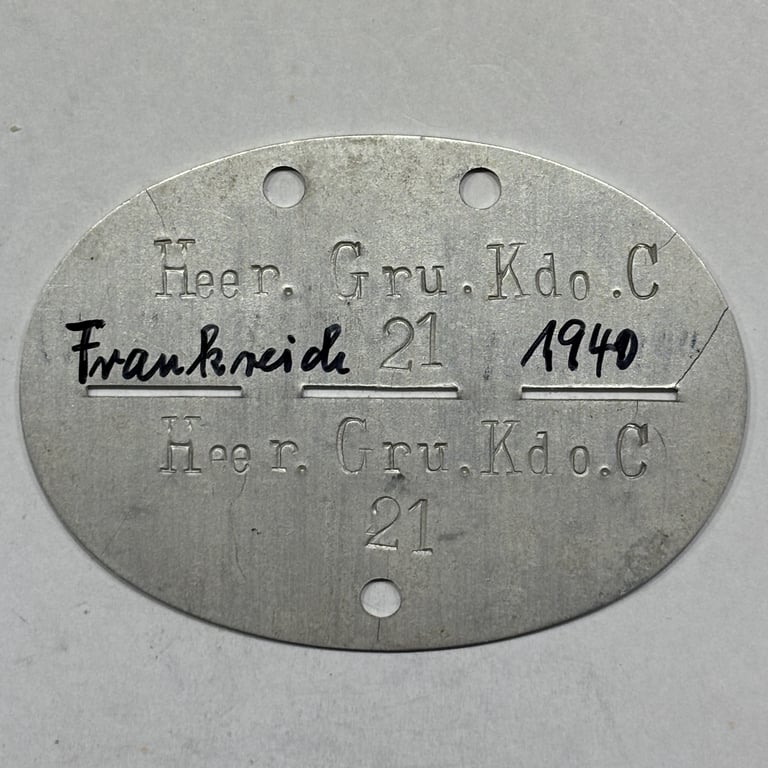 Heer. Gru. Kdo. C
Frankreich 21 1940
Heer. Gru. Kdo. C
21